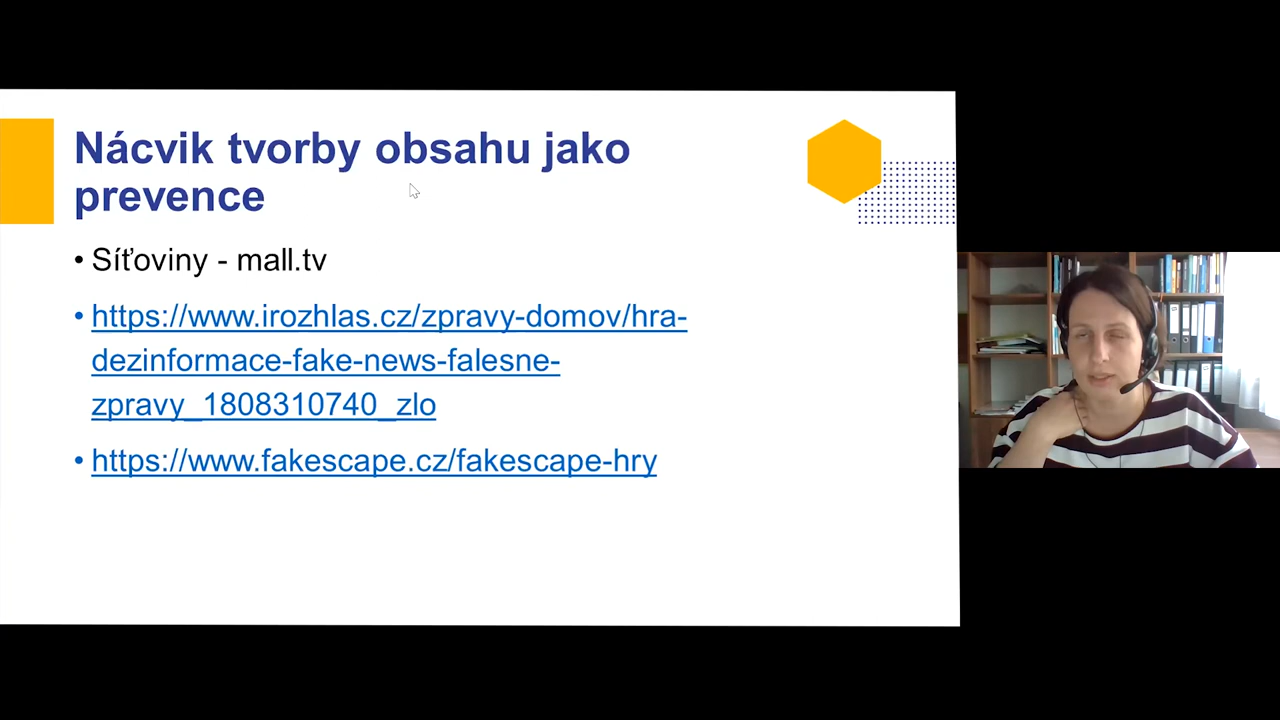 Nácvik tvorby obsahu jako
prevence
• Síťoviny - mall.tv
• https://www.irozhlas.cz/zpravy-domov/hra-
dezinformace-fake-news-falesne-
zpravy_1808310740_zlo
• https://www.fakescape.cz/fakescape-hry